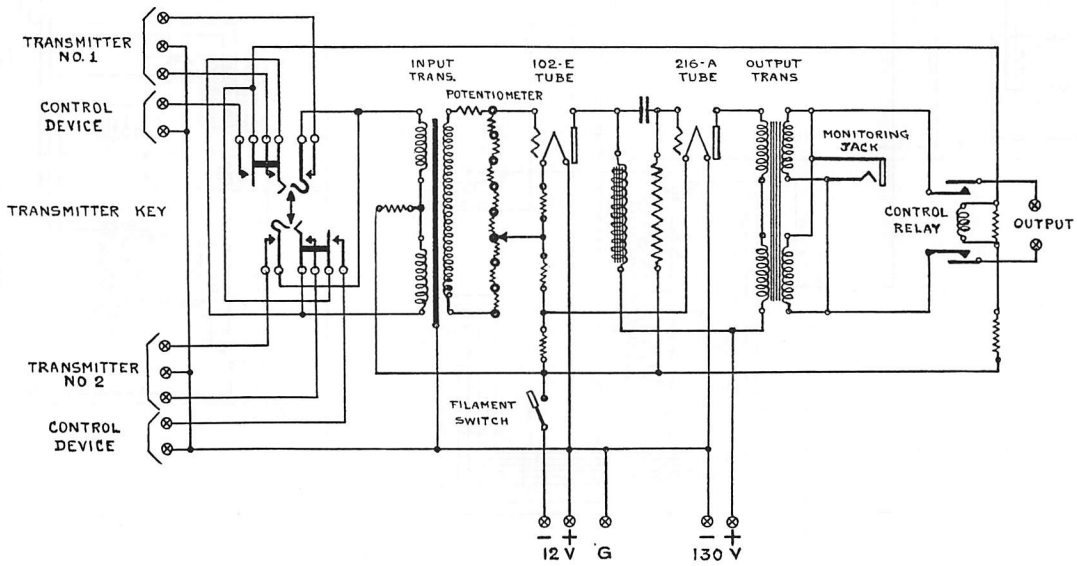 TRANSMITTER
NO. 1
CONTROL
DEVICE
TRANSMITTER KEY
TRANSMITTER
NO 2
CONTROL
DEVICE
INPUT
TRANS.
POTENTIOMETER
102-E
TUBE
216-A
TUBE
OUTPUT
TRANS
MONITORING
JACK
CONTROL
RELAY
OUTPUT
FILAMENT
SWITCH
− +
12 V
G
− +
130 V